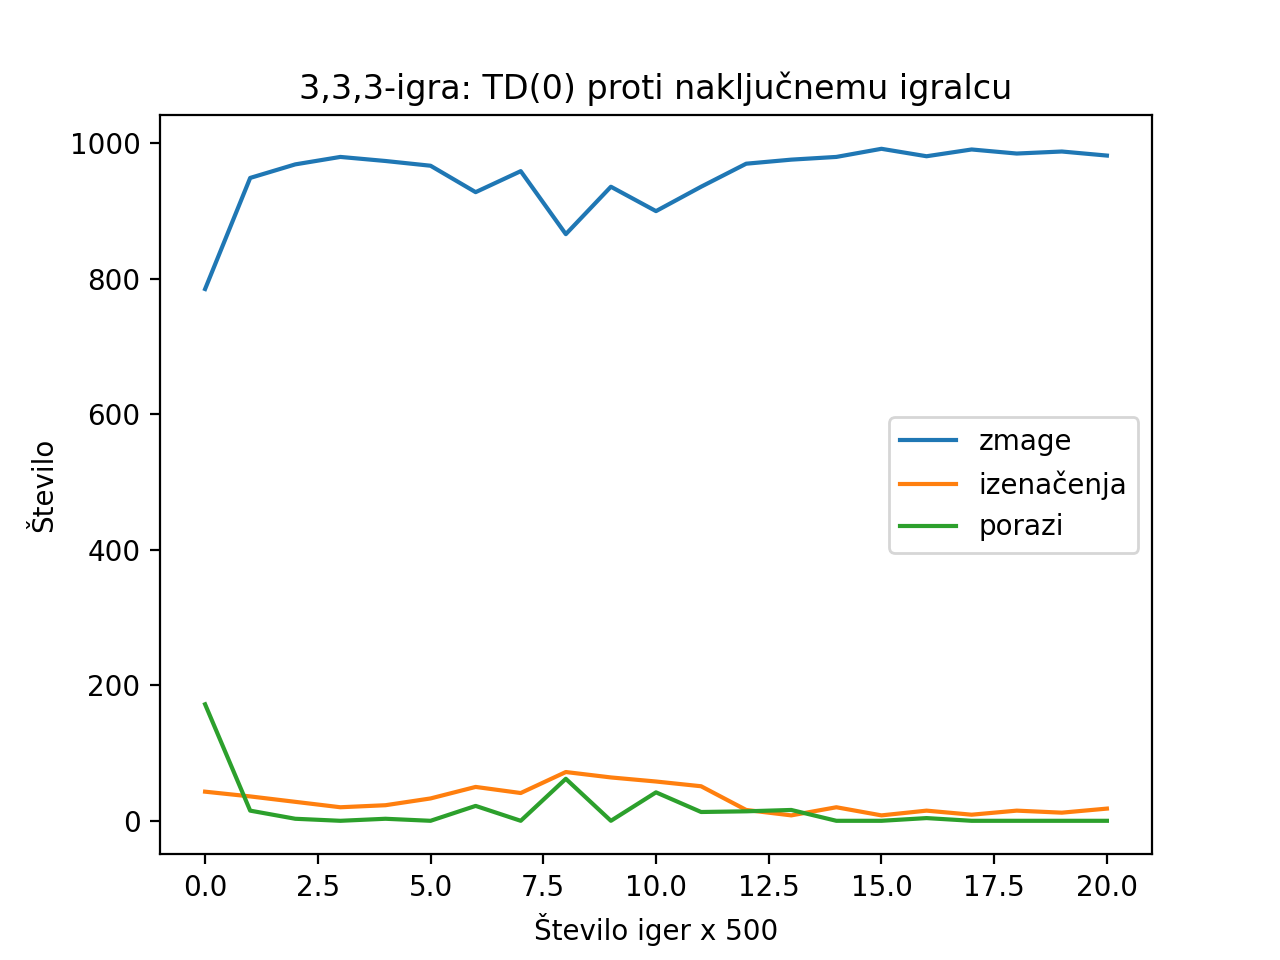 3,3,3-igra: TD(0) proti naključnemu igralcu
1000
800
600
400
200
0
Število
zmage
izenačenja
porazi
0.0 2.5 5.0 7.5 10.0 12.5 15.0 17.5 20.0
Število iger x 500